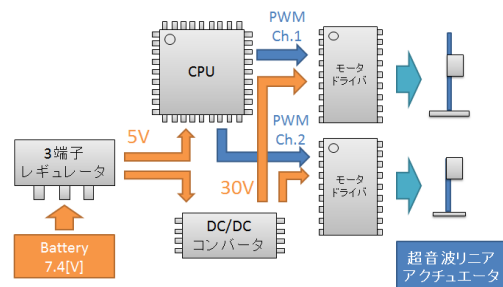 PWM
Ch.1
CPU
モータ
ドライバ
5V
PWM
Ch.2
3端子
レギュレータ
モータ
ドライバ
30V
DC/DC
コンバータ
Battery
7.4[V]
超音波リニア
アクチュエータ